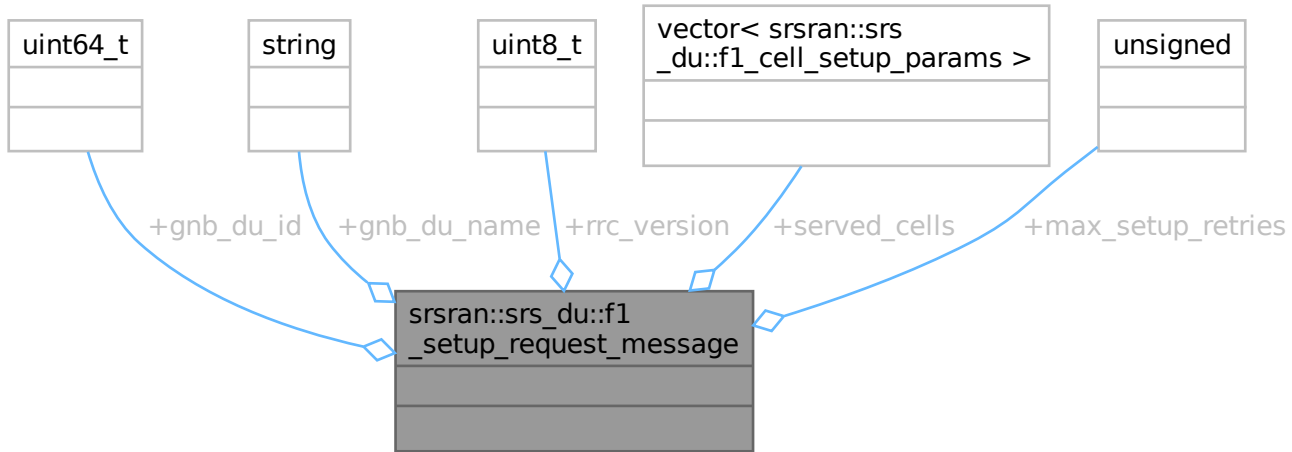 uint64_t
string
uint8_t
vector< srsran::srs
_du::f1_cell_setup_params >
unsigned
+gnb_du_id
+gnb_du_name
+rrc_version
+served_cells
+max_setup_retries
srsran::srs_du::f1
_setup_request_message